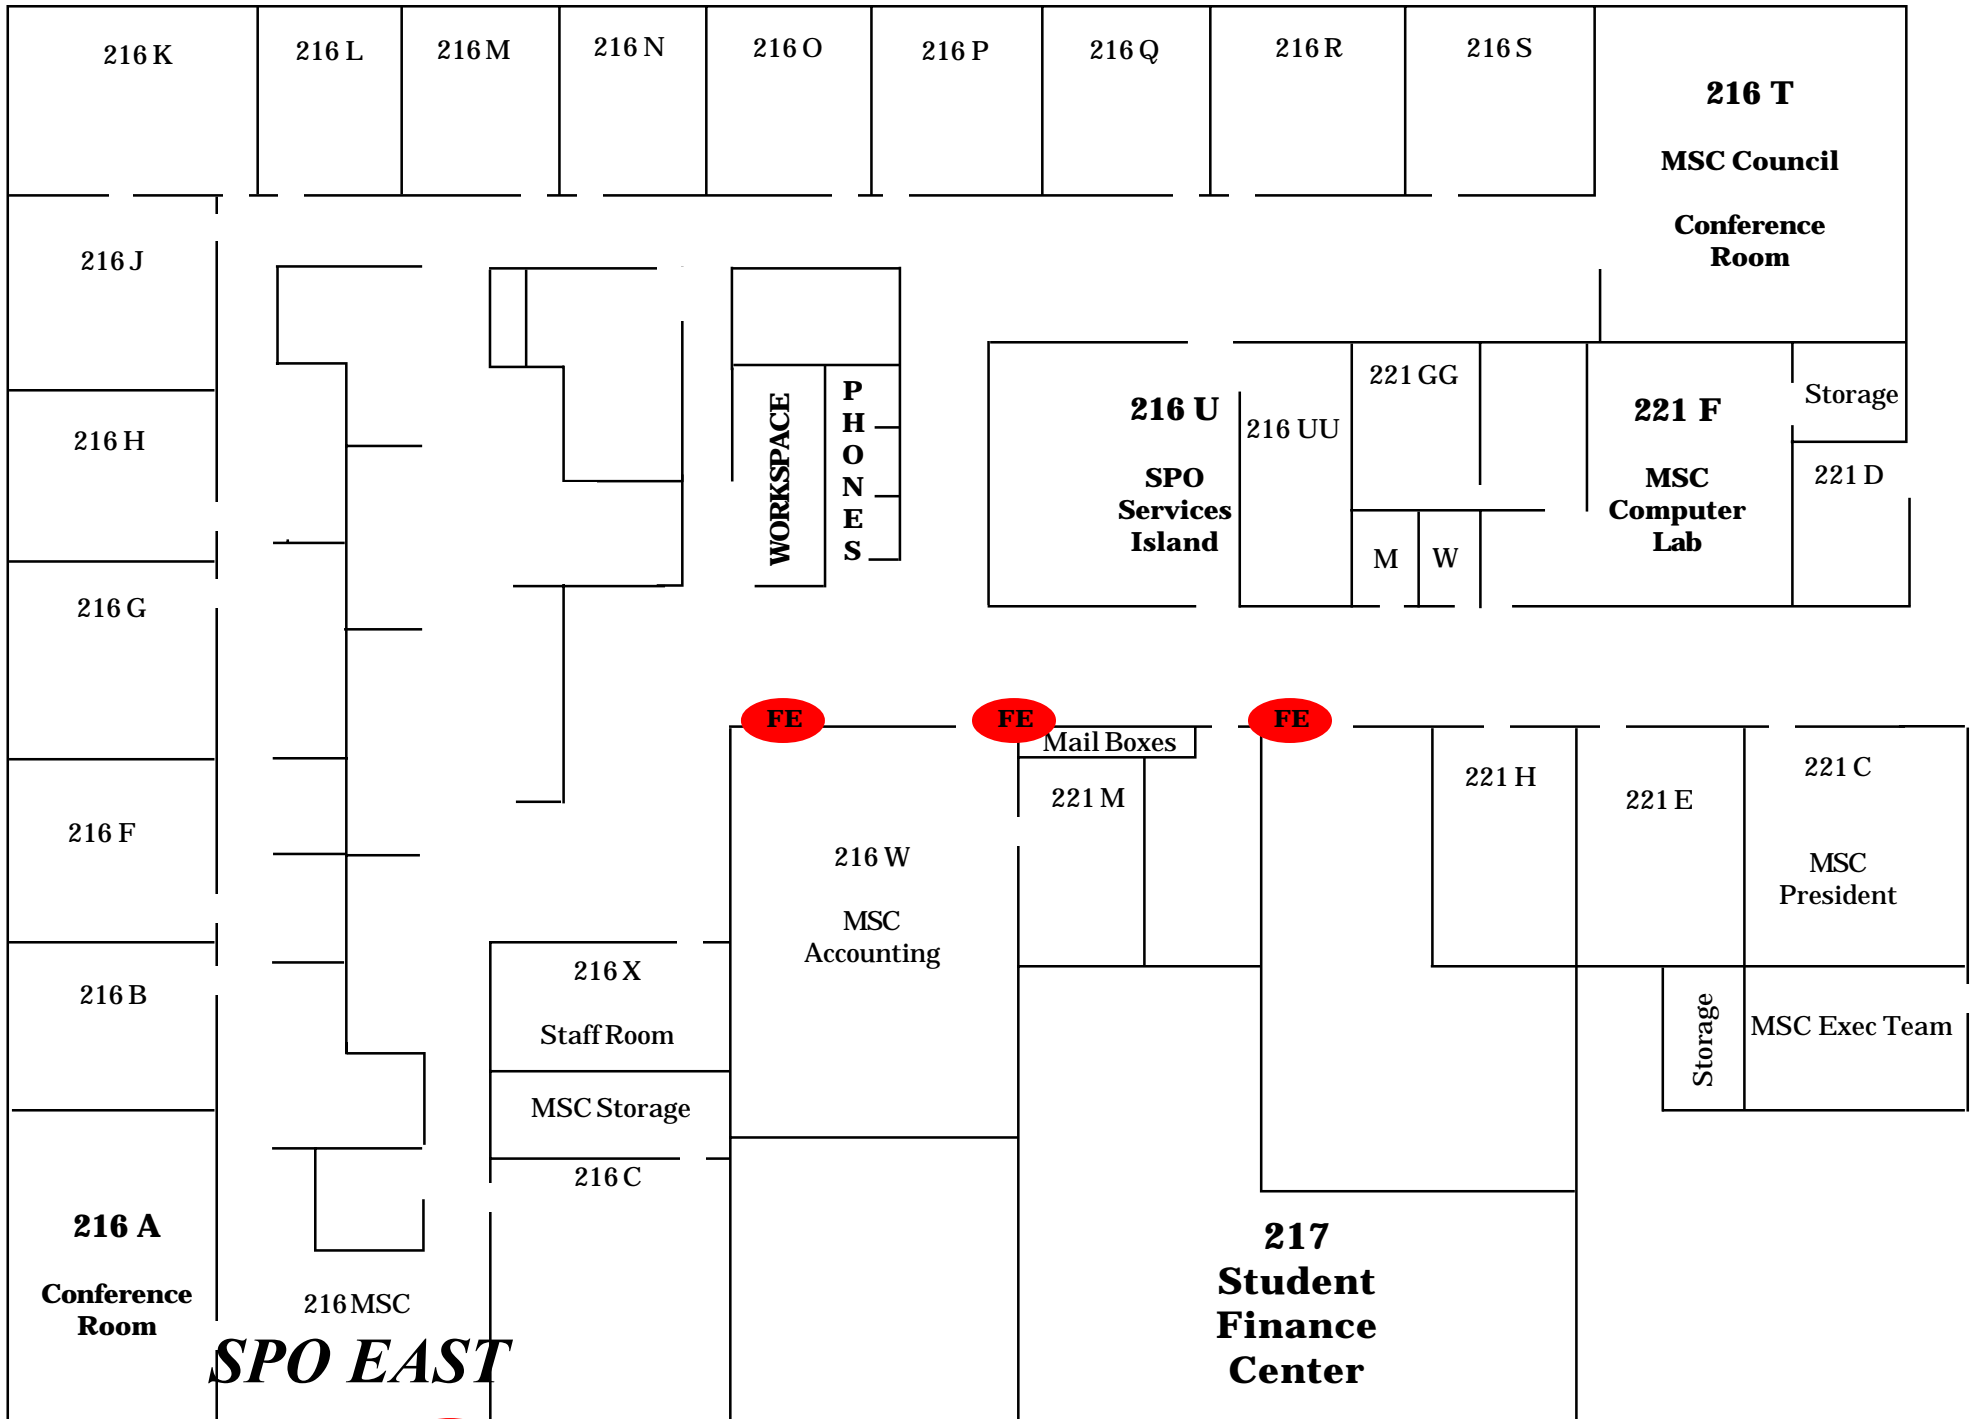 216 K
216 L
216 M
216 N
216 O
216 P
216 Q
216 R
216 S
216 T
MSC Council
Conference
Room
216 J
216 H
216 G
216 F
216 B
216 A
Conference
Room
WORKSPACE
P
H
O
N
E
S
216 U
SPO
Services
Island
216 UU
221 GG
M
W
221 F
MSC
Computer
Lab
Storage
221 D
FE
FE
FE
Mail Boxes
221 M
216 W
MSC
Accounting
221 H
221 E
221 C
MSC
President
Storage
MSC Exec Team
216 X
Staff Room
MSC Storage
216 C
216 MSC
SPO EAST
217
Student
Finance
Center